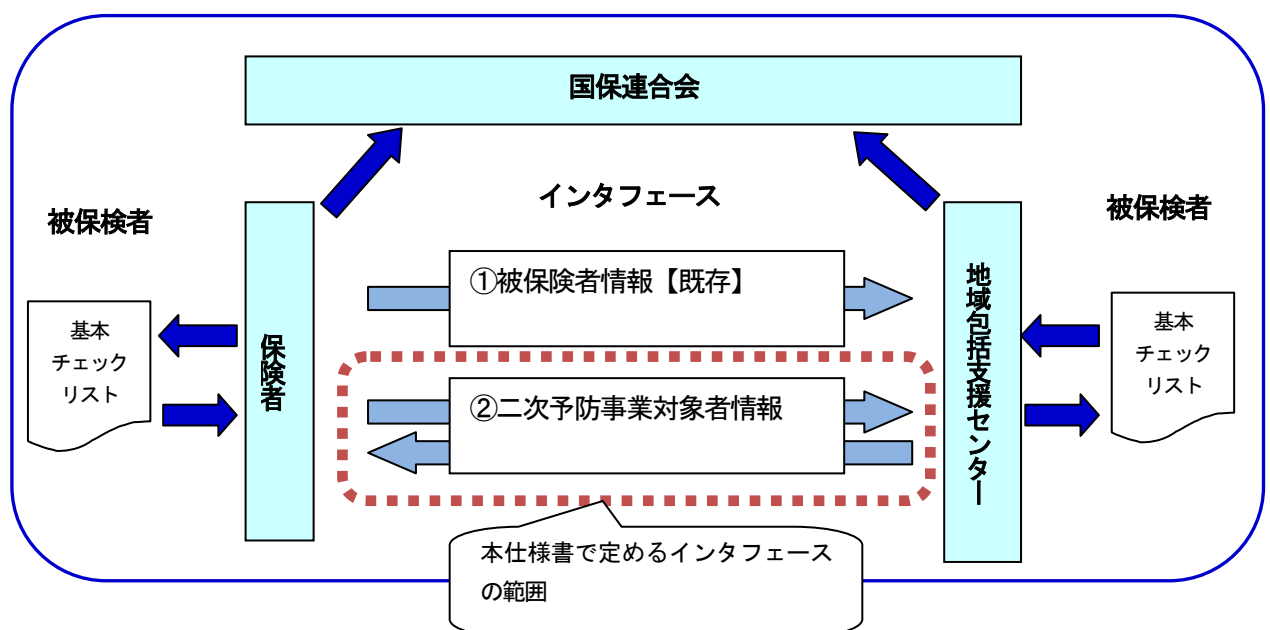 国保連合会
インタフェース
被保検者
被保検者
①被保険者情報【既存】
基本
チェック
リスト
保険者
②二次予防事業対象者情報
地域包括支援センター
基本
チェック
リスト
本仕様書で定めるインタフェース
の範囲